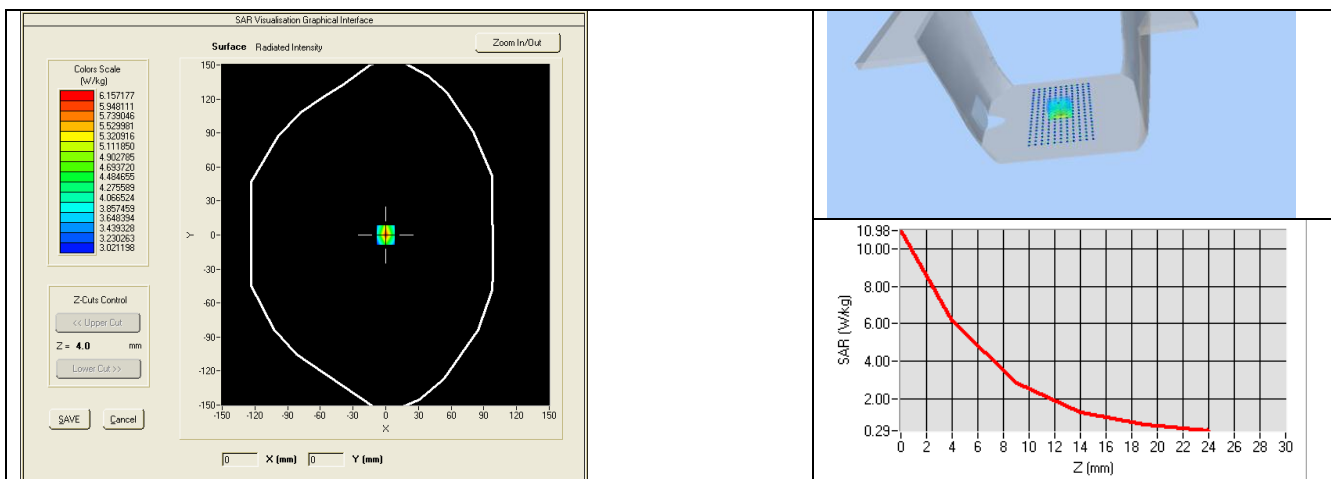 SAR Visualisation Graphical Interface
Surface Radiated Intensity
Zoom In/Out
Colors Scale
(W/kg)
6.157177
5.948111
5.739046
5.529981
5.320916
5.111850
4.902785
4.693720
4.484655
4.275589
4.066524
3.857459
3.648394
3.439328
3.230263
3.021198
Z-Cuts Control
<< Upper Cut
Z = 4.0 mm
Lower Cut >>
SAVE Cancel
150-
120-
90-
60-
30-
0-
-30-
-60-
-90-
-120-
-150-
Y
-150 -120 -90 -60 -30 0 30 60 90 120 150
X
0 X (mm) 0 Y (mm)
10.98-
10.00-
8.00-
6.00-
4.00-
2.00-
0.29-
SAR (W/kg)
0 2 4 6 8 10 12 14 16 18 20 22 24 26 28 30
Z (mm)